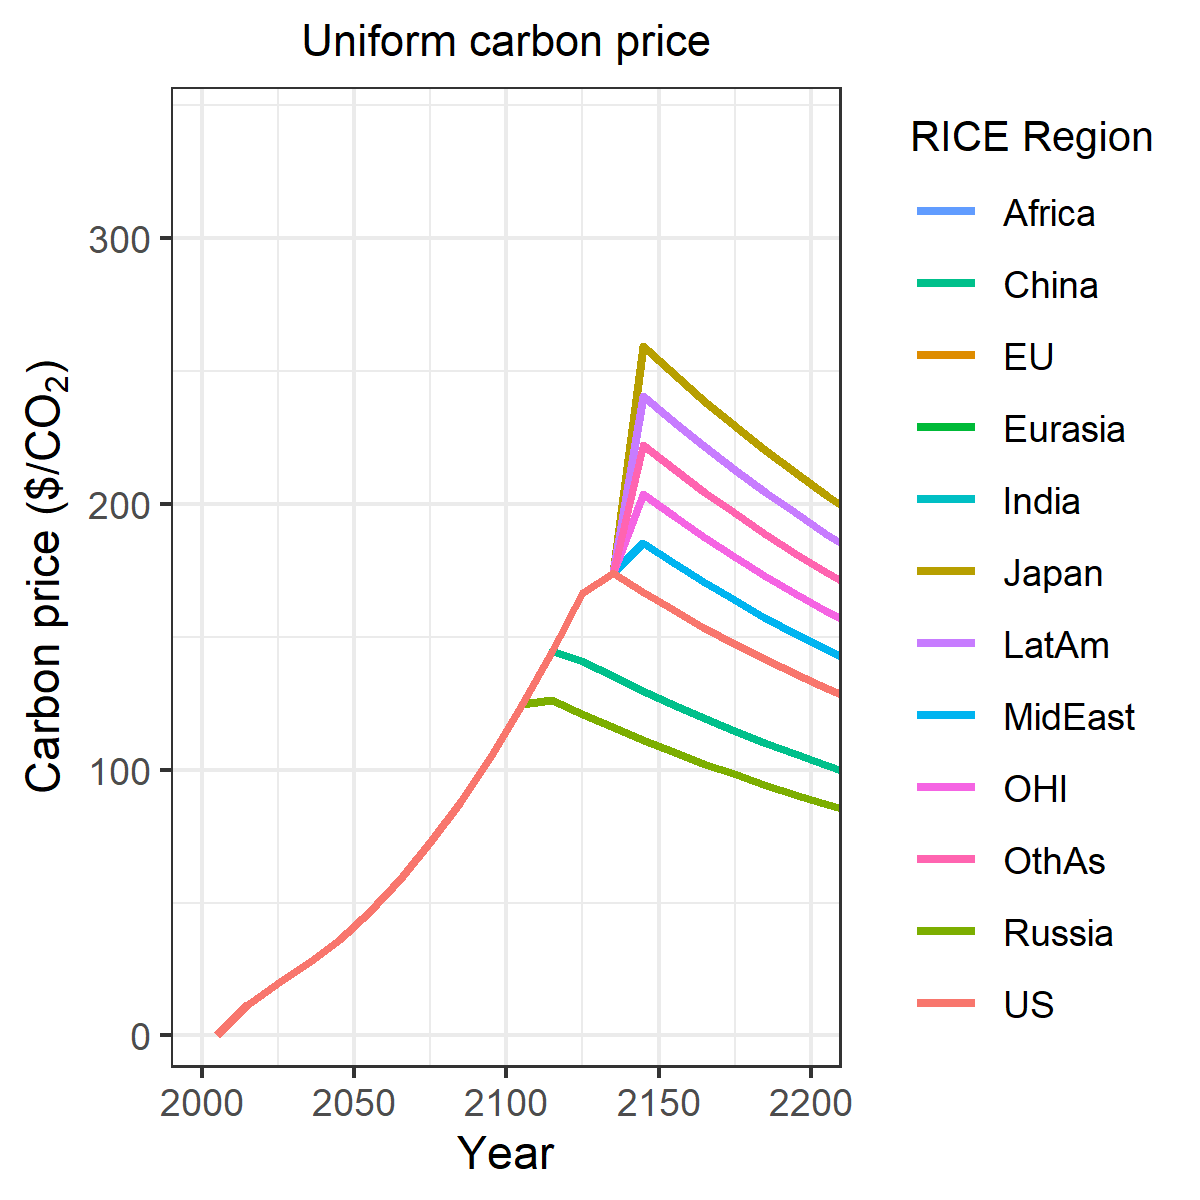 Uniform carbon price
300
200
100
0
Carbon price ($/CO₂)
2000 2050 2100 2150 2200
Year
RICE Region
Africa
China
EU
Eurasia
India
Japan
LatAm
MidEast
OHI
OthAs
Russia
US